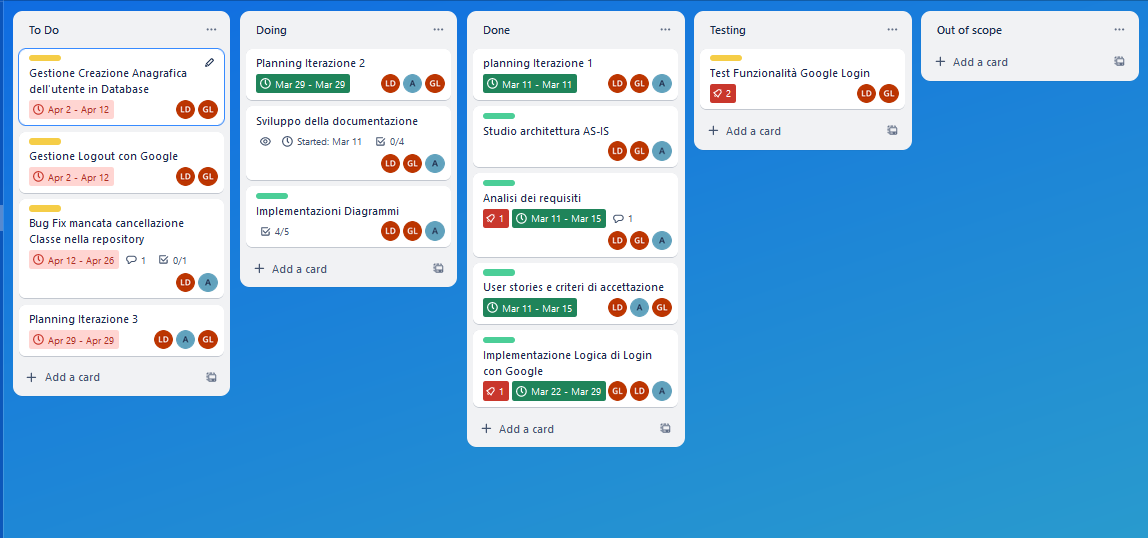 To Do
Gestione Creazione Anagrafica
dell'utente in Database
Apr 2 - Apr 12
LD GL
Gestione Logout con Google
Apr 2 - Apr 12
LD GL
Bug Fix mancata cancellazione
Classe nella repository
Apr 12 - Apr 26 1 0/1
LD A
Planning Iterazione 3
Apr 29 - Apr 29
LD A GL
+ Add a card
Doing
Planning Iterazione 2
Mar 29 - Mar 29
LD A GL
Sviluppo della documentazione
Started: Mar 11 0/4
LD GL A
Implementazioni Diagrammi
4/5
LD GL A
+ Add a card
Done
planning Iterazione 1
Mar 11 - Mar 11
LD GL A
Studio architettura AS-IS
LD GL A
Analisi dei requisiti
1 Mar 11 - Mar 15 1
LD GL A
User stories e criteri di accettazione
Mar 11 - Mar 15
LD A GL
Implementazione Logica di Login
con Google
1 Mar 22 - Mar 29
GL LD A
+ Add a card
Testing
Test Funzionalità Google Login
2
LD GL
+ Add a card
Out of scope
+ Add a card